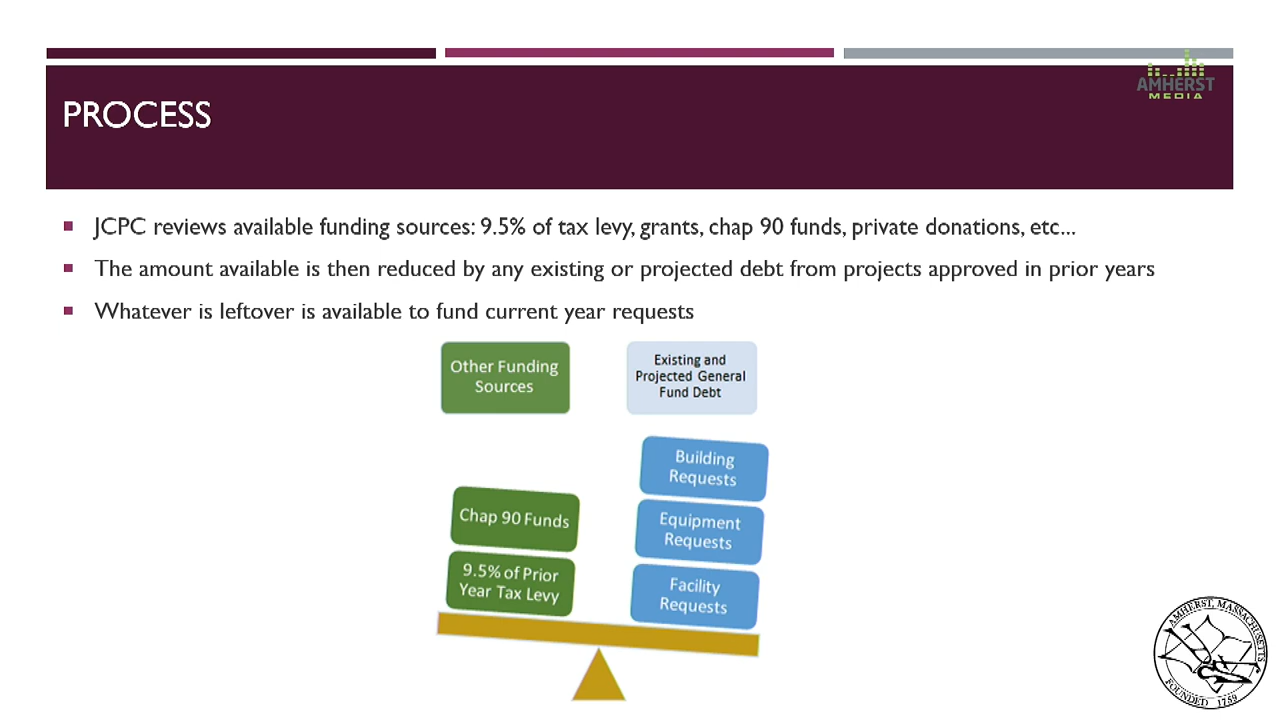 AMHERST
MEDIA
PROCESS
JCPC reviews available funding sources: 9.5% of tax levy, grants, chap 90 funds, private donations, etc...
The amount available is then reduced by any existing or projected debt from projects approved in prior years
Whatever is leftover is available to fund current year requests
Other Funding
Sources
Existing and
Projected General
Fund Debt
Building
Requests
Chap 90 Funds
Equipment
Requests
9.5% of Prior
Year Tax Levy
Facility
Requests
AMHERST, MASSACHUSETTS
FOUNDED 1759